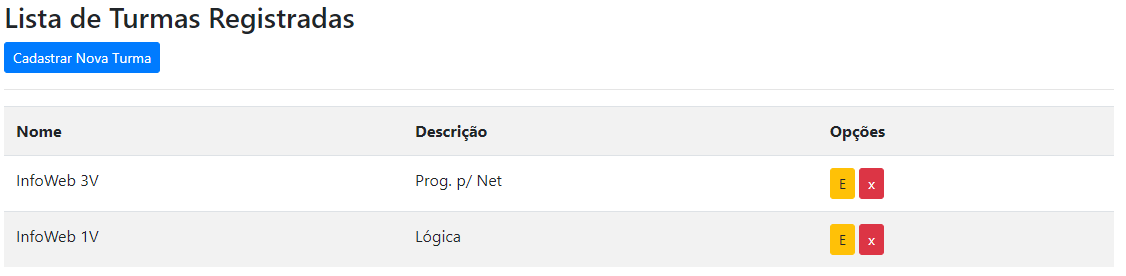 Lista de Turmas Registradas
Cadastrar Nova Turma
Nome Descrição Opções
InfoWeb 3V Prog. p/ Net E x
InfoWeb 1V Lógica E x